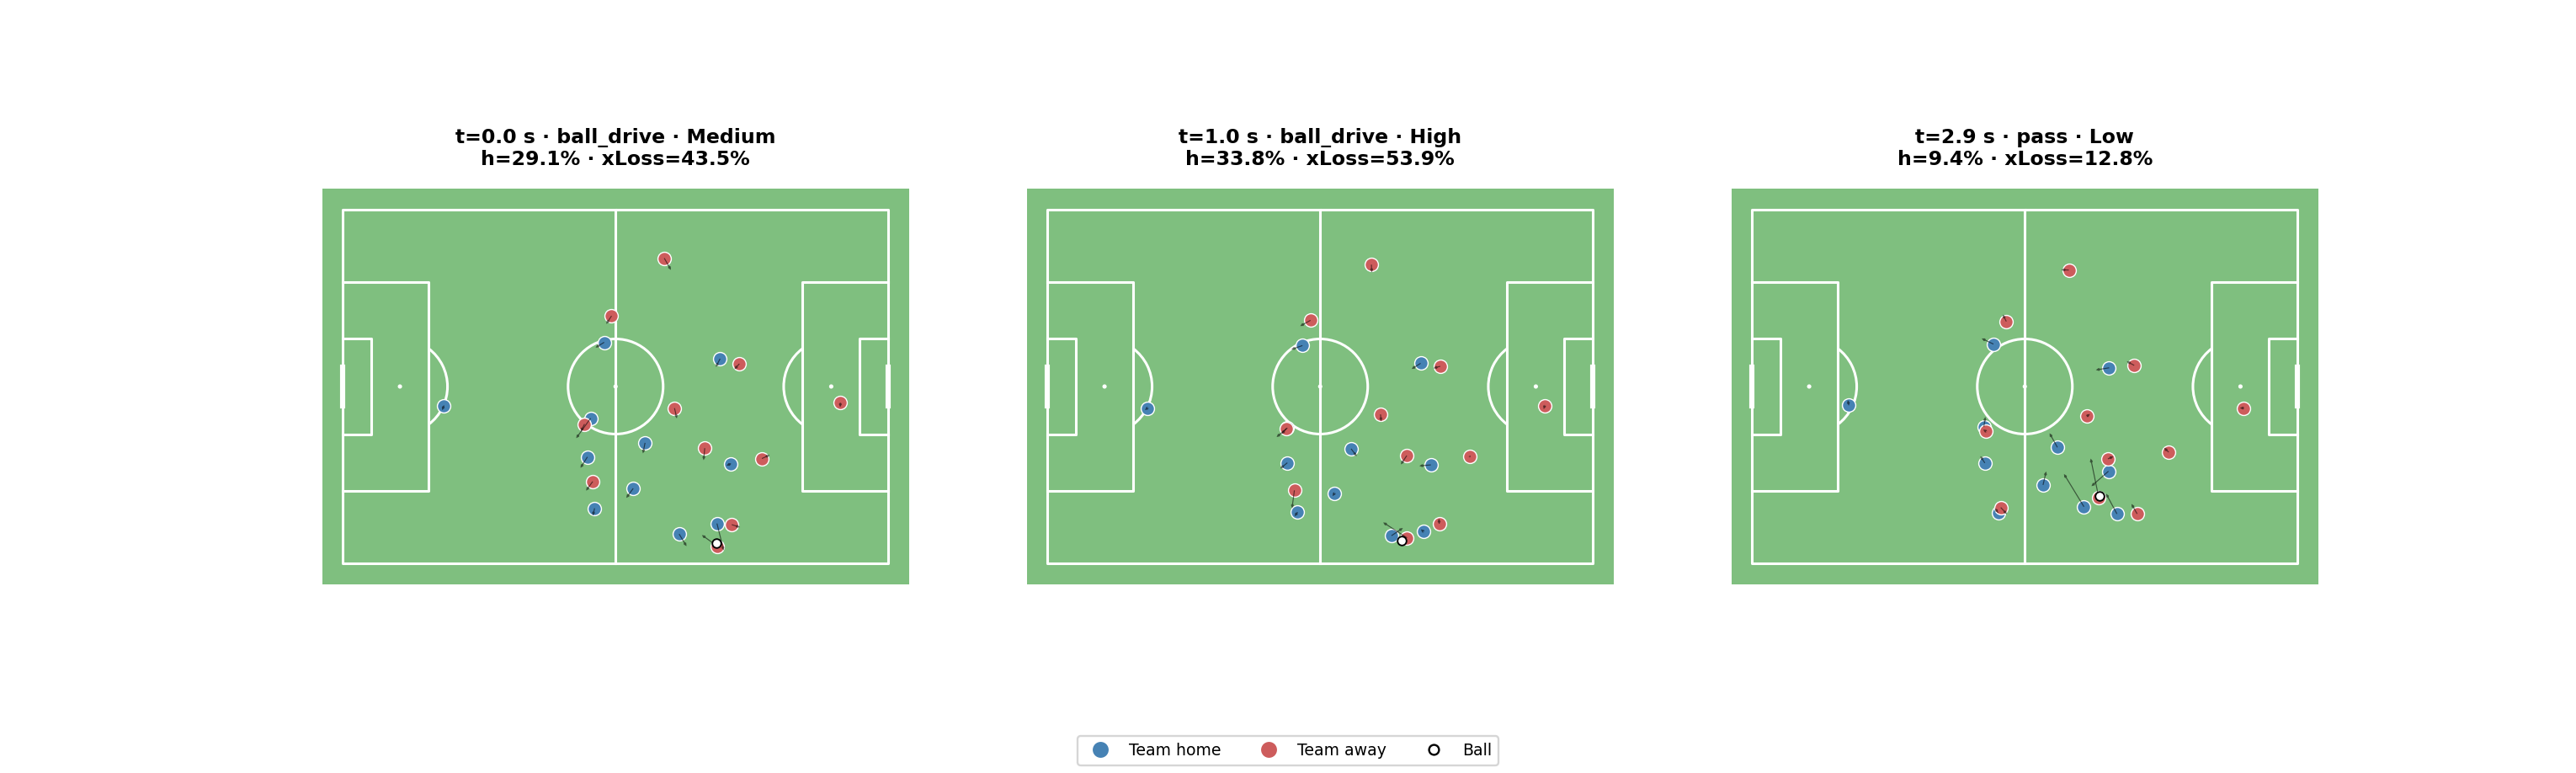 t=0.0 s · ball_drive · Medium
h=29.1% · xLoss=43.5%
t=1.0 s · ball_drive · High
h=33.8% · xLoss=53.9%
t=2.9 s · pass · Low
h=9.4% · xLoss=12.8%
Team home
Team away
Ball